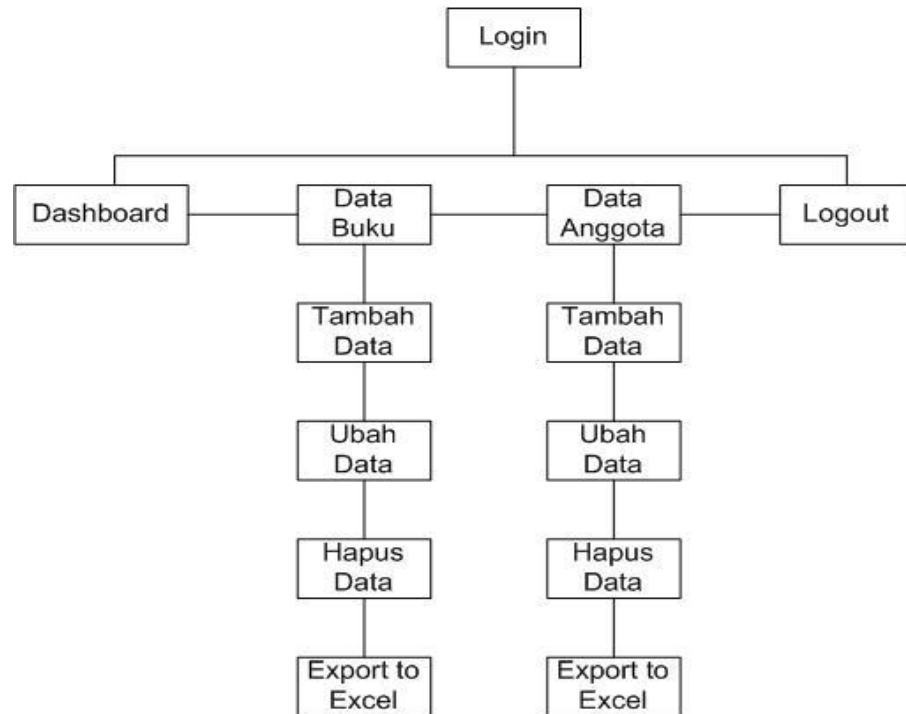 Login
Dashboard
Data
Buku
Data
Anggota
Logout
Tambah
Data
Tambah
Data
Ubah
Data
Ubah
Data
Hapus
Data
Hapus
Data
Export to
Excel
Export to
Excel